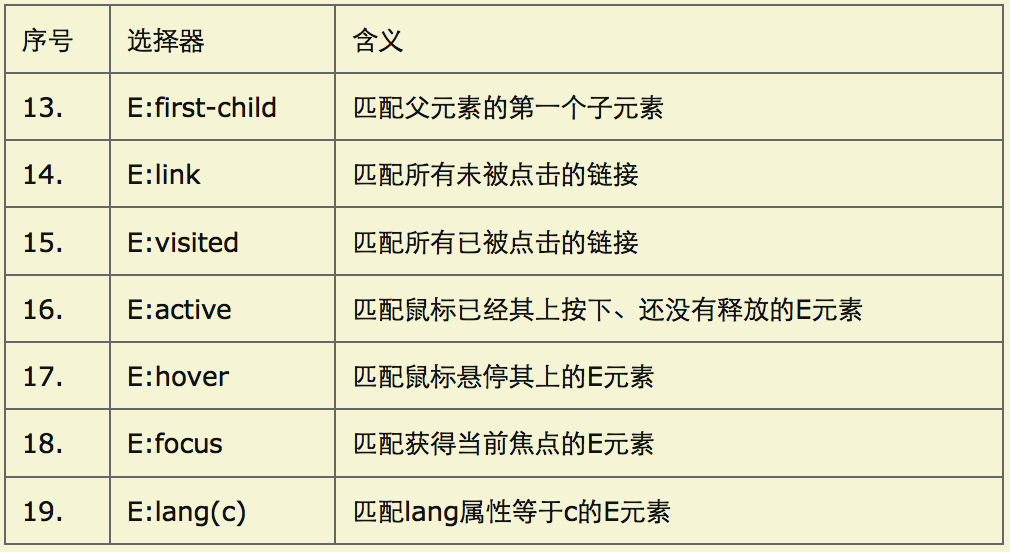 序号 选择器 含义
13. E:first-child 匹配父元素的第一个子元素
14. E:link 匹配所有未被点击的链接
15. E:visited 匹配所有已被点击的链接
16. E:active 匹配鼠标已经其上按下、还没有释放的E元素
17. E:hover 匹配鼠标悬停其上的E元素
18. E:focus 匹配获得当前焦点的E元素
19. E:lang(c) 匹配lang属性等于c的E元素